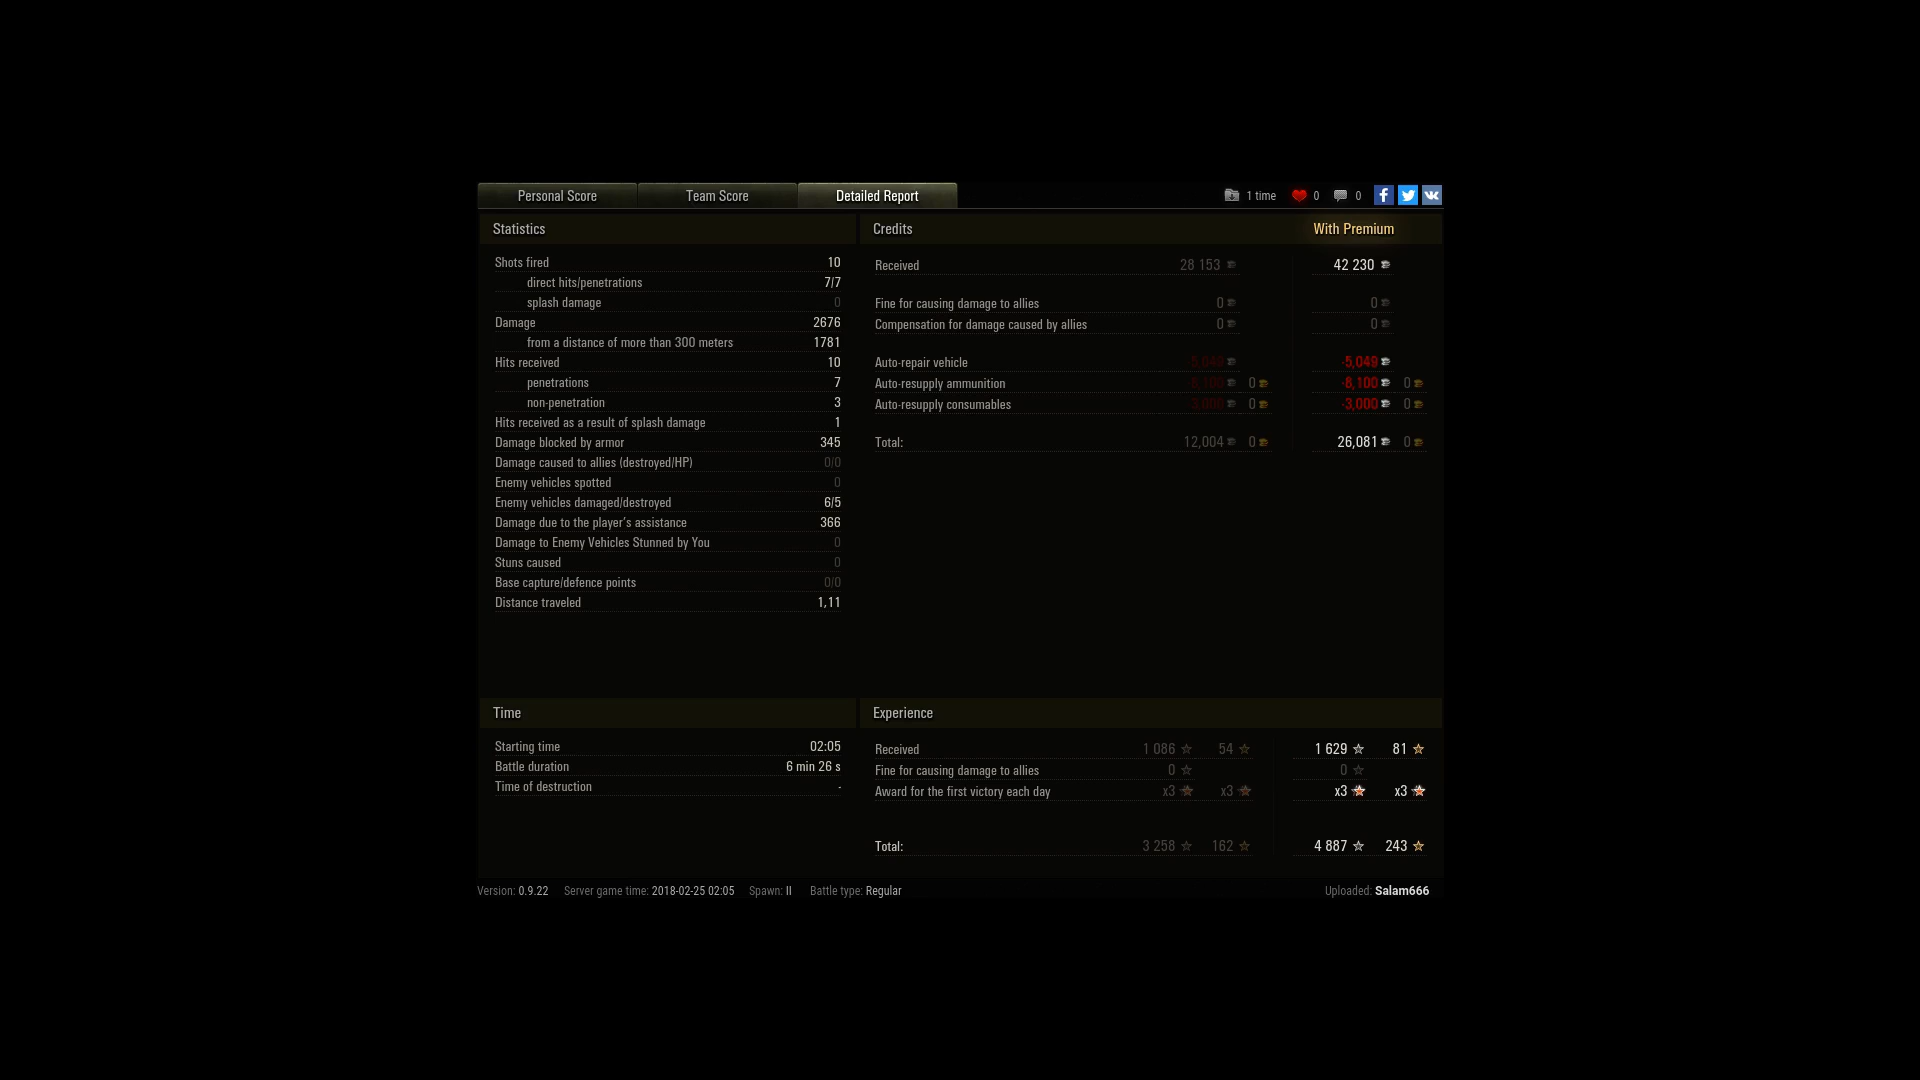 Personal Score Team Score Detailed Report 1 time 0 0
Statistics
Shots fired 10
direct hits/penetrations 7/7
splash damage 0
Damage 2676
from a distance of more than 300 meters 1781
Hits received 10
penetrations 7
non-penetration 3
Hits received as a result of splash damage 1
Damage blocked by armor 345
Damage caused to allies (destroyed/HP) 0/0
Enemy vehicles spotted 0
Enemy vehicles damaged/destroyed 6/5
Damage due to the player's assistance 366
Damage to Enemy Vehicles Stunned by You 0
Stuns caused 0
Base capture/defence points 0/0
Distance traveled 1,11
Credits With Premium
Received 28 153 42 230
Fine for causing damage to allies 0 0
Compensation for damage caused by allies 0 0
Auto-repair vehicle -5,049 -5,049
Auto-resupply ammunition 0 0
Auto-resupply consumables -3,000 0 -3,000 0
Total: 12,004 0 26,081 0
Time
Starting time 02:05
Battle duration 6 min 26 s
Time of destruction -
Experience
Received 1 086 54 1 629 81
Fine for causing damage to allies 0 0
Award for the first victory each day x3 x3 x3 x3
Total: 3 258 162 4 887 243
Version: 0.9.22 Server game time: 2018-02-25 02:05 Spawn: II Battle type: Regular Uploaded: Salam666